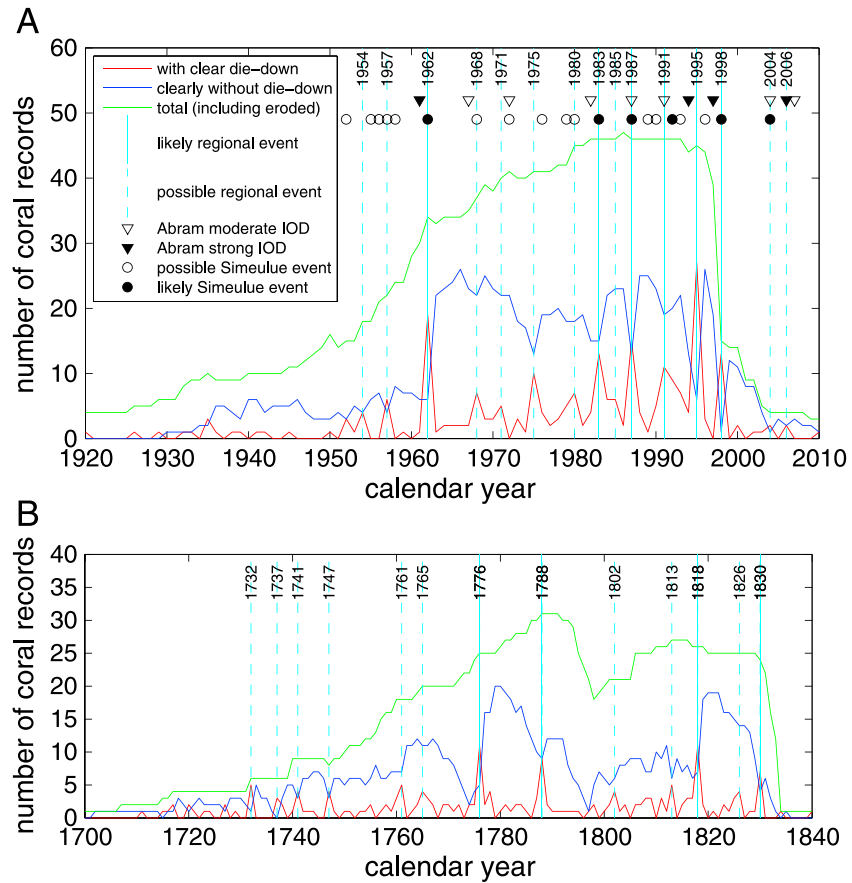 A
number of coral records
60
50
40
30
20
10
0
with clear die-down
clearly without die-down
total (including eroded)
likely regional event
possible regional event
Abram moderate IOD
Abram strong IOD
possible Simeulue event
likely Simeulue event
1954
1957
1962
1968
1971
1975
1980
1983
1985
1987
1991
1995
1998
2004
2006
1920 1930 1940 1950 1960 1970 1980 1990 2000 2010
calendar year
B
number of coral records
40
35
30
25
20
15
10
5
0
1732
1737
1741
1747
1761
1765
1776
1788
1802
1813
1818
1826
1830
1700 1720 1740 1760 1780 1800 1820 1840
calendar year